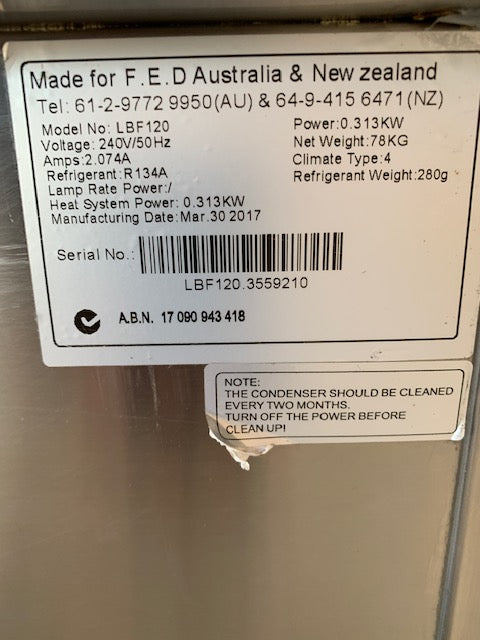 Made for F.E.D Australia & New zealand
Tel: 61-2-9772 9950(AU) & 64-9-415 6471(NZ)
Model No: LBF120
Voltage: 240V/50Hz
Amps:2.074A
Refrigerant:R134A
Lamp Rate Power:/
Heat System Power: 0.313KW
Manufacturing Date:Mar.30 2017
Power:0.313KW
Net Weight:78KG
Climate Type:4
Refrigerant Weight:280g
Serial No.:
LBF120.3559210
A.B.N. 17 090 943 418
NOTE:
THE CONDENSER SHOULD BE CLEANED
EVERY TWO MONTHS.
TURN OFF THE POWER BEFORE
CLEAN UP!